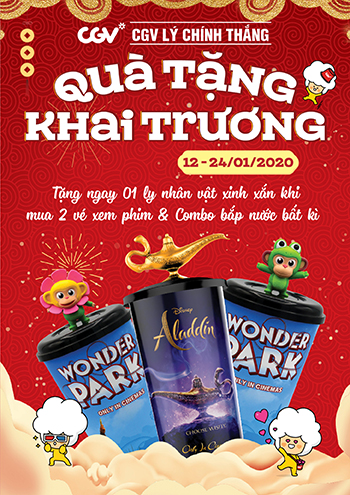 CGV* CGV LÝ CHÍNH THẮNG
QUÀ TẶNG
KHAI TRƯƠNG
12 - 24/01/2020
Tặng ngay 01 ly nhân vật xinh xắn khi
mua 2 vé xem phim & Combo bắp nước bất kì
WONDER
PARK
ONLY IN CINEMAS
Disney
Aladdin
CHOOSE WISELY
WONDER
PARK
ONLY IN CINEMAS